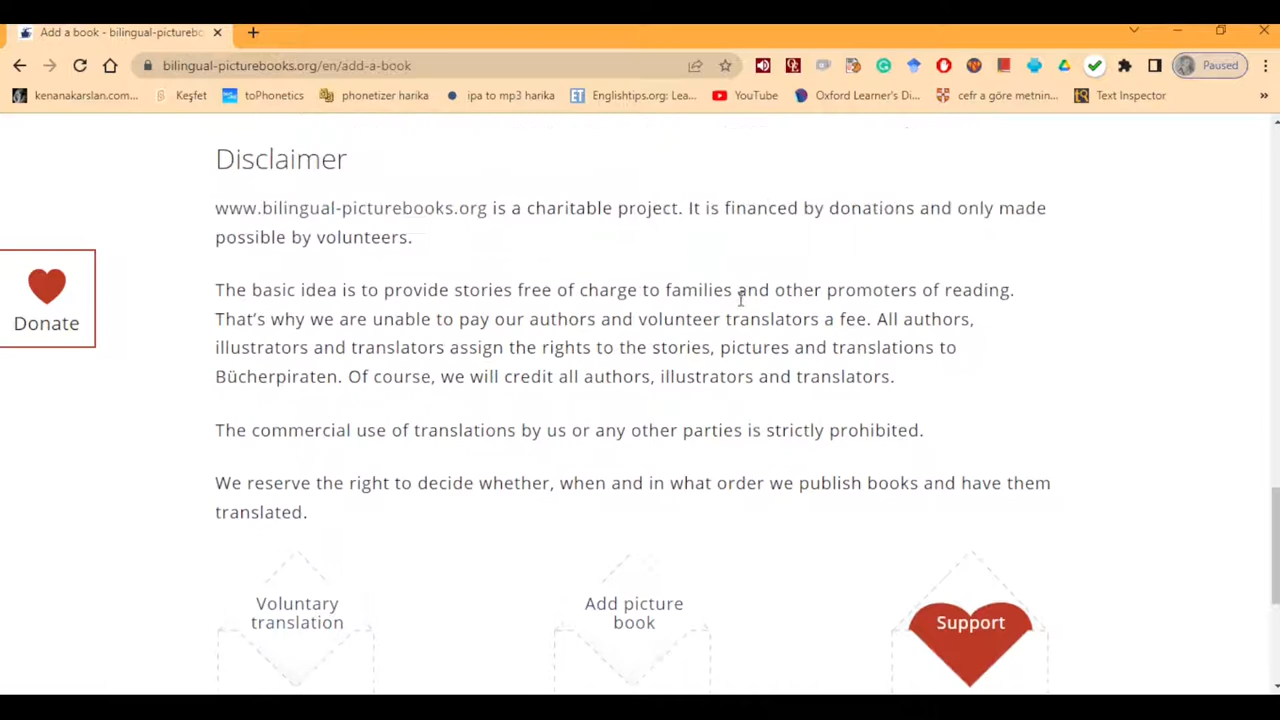 Add a book - bilingual-picturebo
bilingual-picturebooks.org/en/add-a-book
Paused
kenanakarslan.com...
Keşfet
toPhonetics
phonetizer harika
ipa to mp3 harika
Englishtips.org: Lea...
YouTube
Oxford Learner's Di...
cefr a göre metnin...
Text Inspector
Disclaimer
www.bilingual-picturebooks.org is a charitable project. It is financed by donations and only made
possible by volunteers.
The basic idea is to provide stories free of charge to families and other promoters of reading.
That's why we are unable to pay our authors and volunteer translators a fee. All authors,
illustrators and translators assign the rights to the stories, pictures and translations to
Bücherpiraten. Of course, we will credit all authors, illustrators and translators.
The commercial use of translations by us or any other parties is strictly prohibited.
We reserve the right to decide whether, when and in what order we publish books and have them
translated.
Donate
Voluntary
translation
Add picture
book
Support